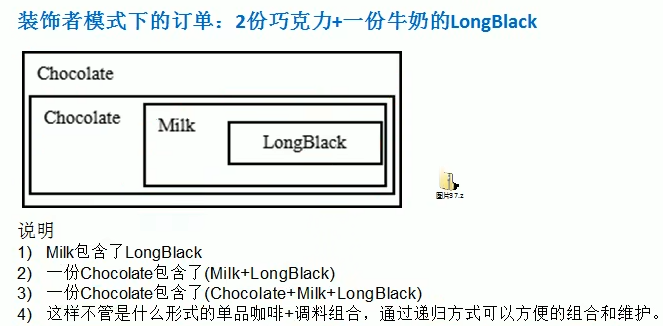 装饰者模式下的订单：2份巧克力+一份牛奶的LongBlack
Chocolate
Chocolate
Milk
LongBlack
图片97.z
说明
1) Milk包含了LongBlack
2) 一份Chocolate包含了(Milk+LongBlack)
3) 一份Chocolate包含了(Chocolate+Milk+LongBlack)
4) 这样不管是什么形式的单品咖啡+调料组合，通过递归方式可以方便的组合和维护。